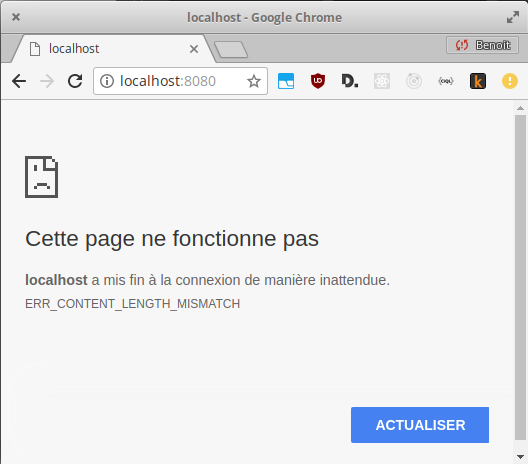 localhost - Google Chrome
localhost
Benoît
localhost:8080
Cette page ne fonctionne pas
localhost a mis fin à la connexion de manière inattendue.
ERR_CONTENT_LENGTH_MISMATCH
ACTUALISER